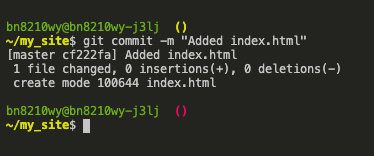 bn8210wy@bn8210wy-j3lj ()
~/my_site$ git commit -m "Added index.html"
[master cf222fa] Added index.html
 1 file changed, 0 insertions(+), 0 deletions(-)
 create mode 100644 index.html
bn8210wy@bn8210wy-j3lj ()
~/my_site$